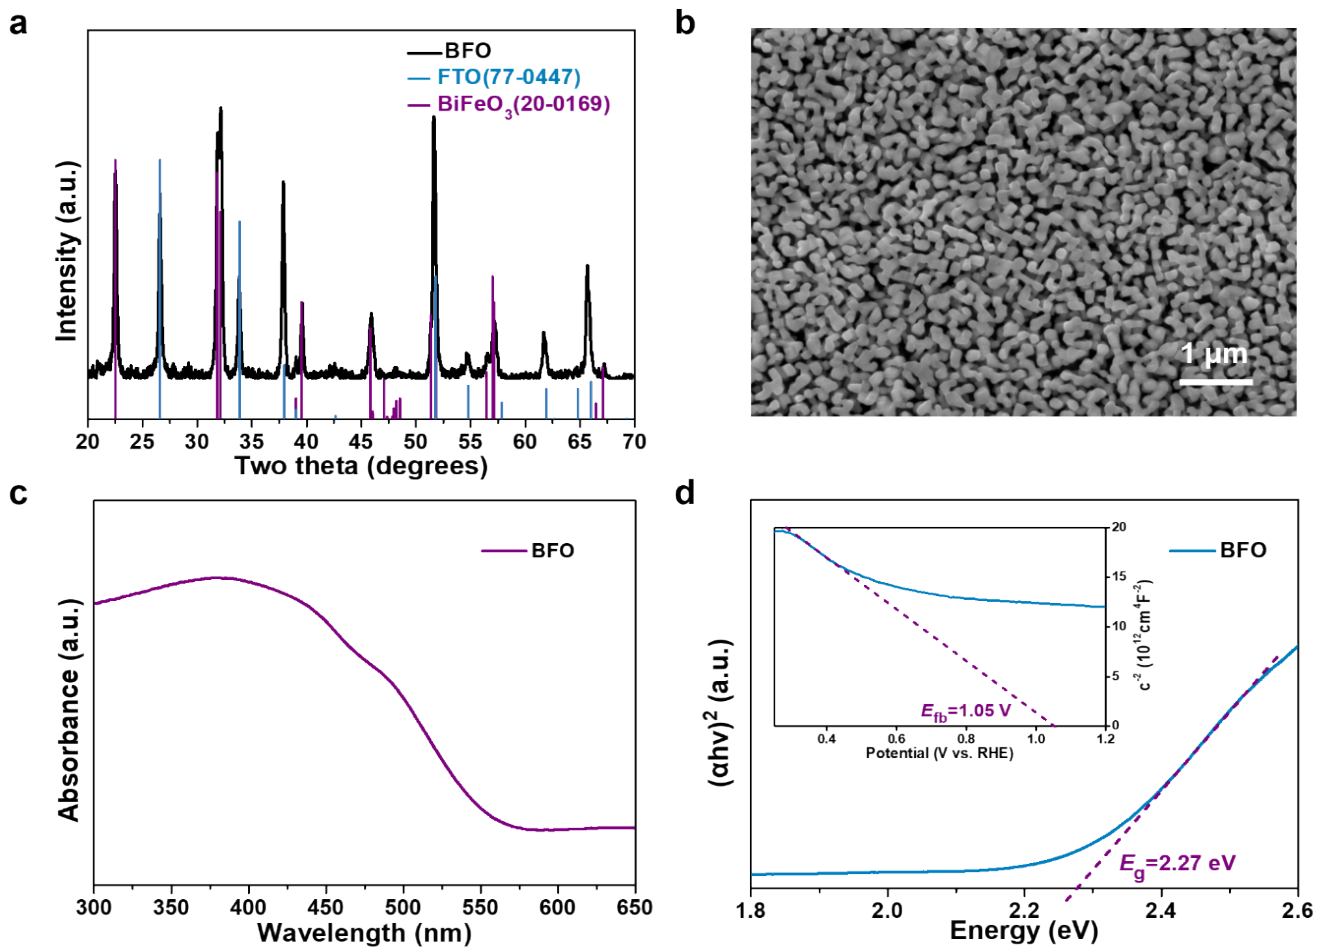 a
BFO
FTO(77-0447)
BiFeO3(20-0169)
Intensity (a.u.)
20 25 30 35 40 45 50 55 60 65 70
Two theta (degrees)
b
1 μm
c
BFO
Absorbance (a.u.)
300 350 400 450 500 550 600 650
Wavelength (nm)
d
BFO
20
15
10
5
0
c-2 (1012cm4F-2)
Efb=1.05 V
0.4 0.6 0.8 1.0 1.2
Potential (V vs. RHE)
(αhv)2 (a.u.)
Eg=2.27 eV
1.8 2.0 2.2 2.4 2.6
Energy (eV)